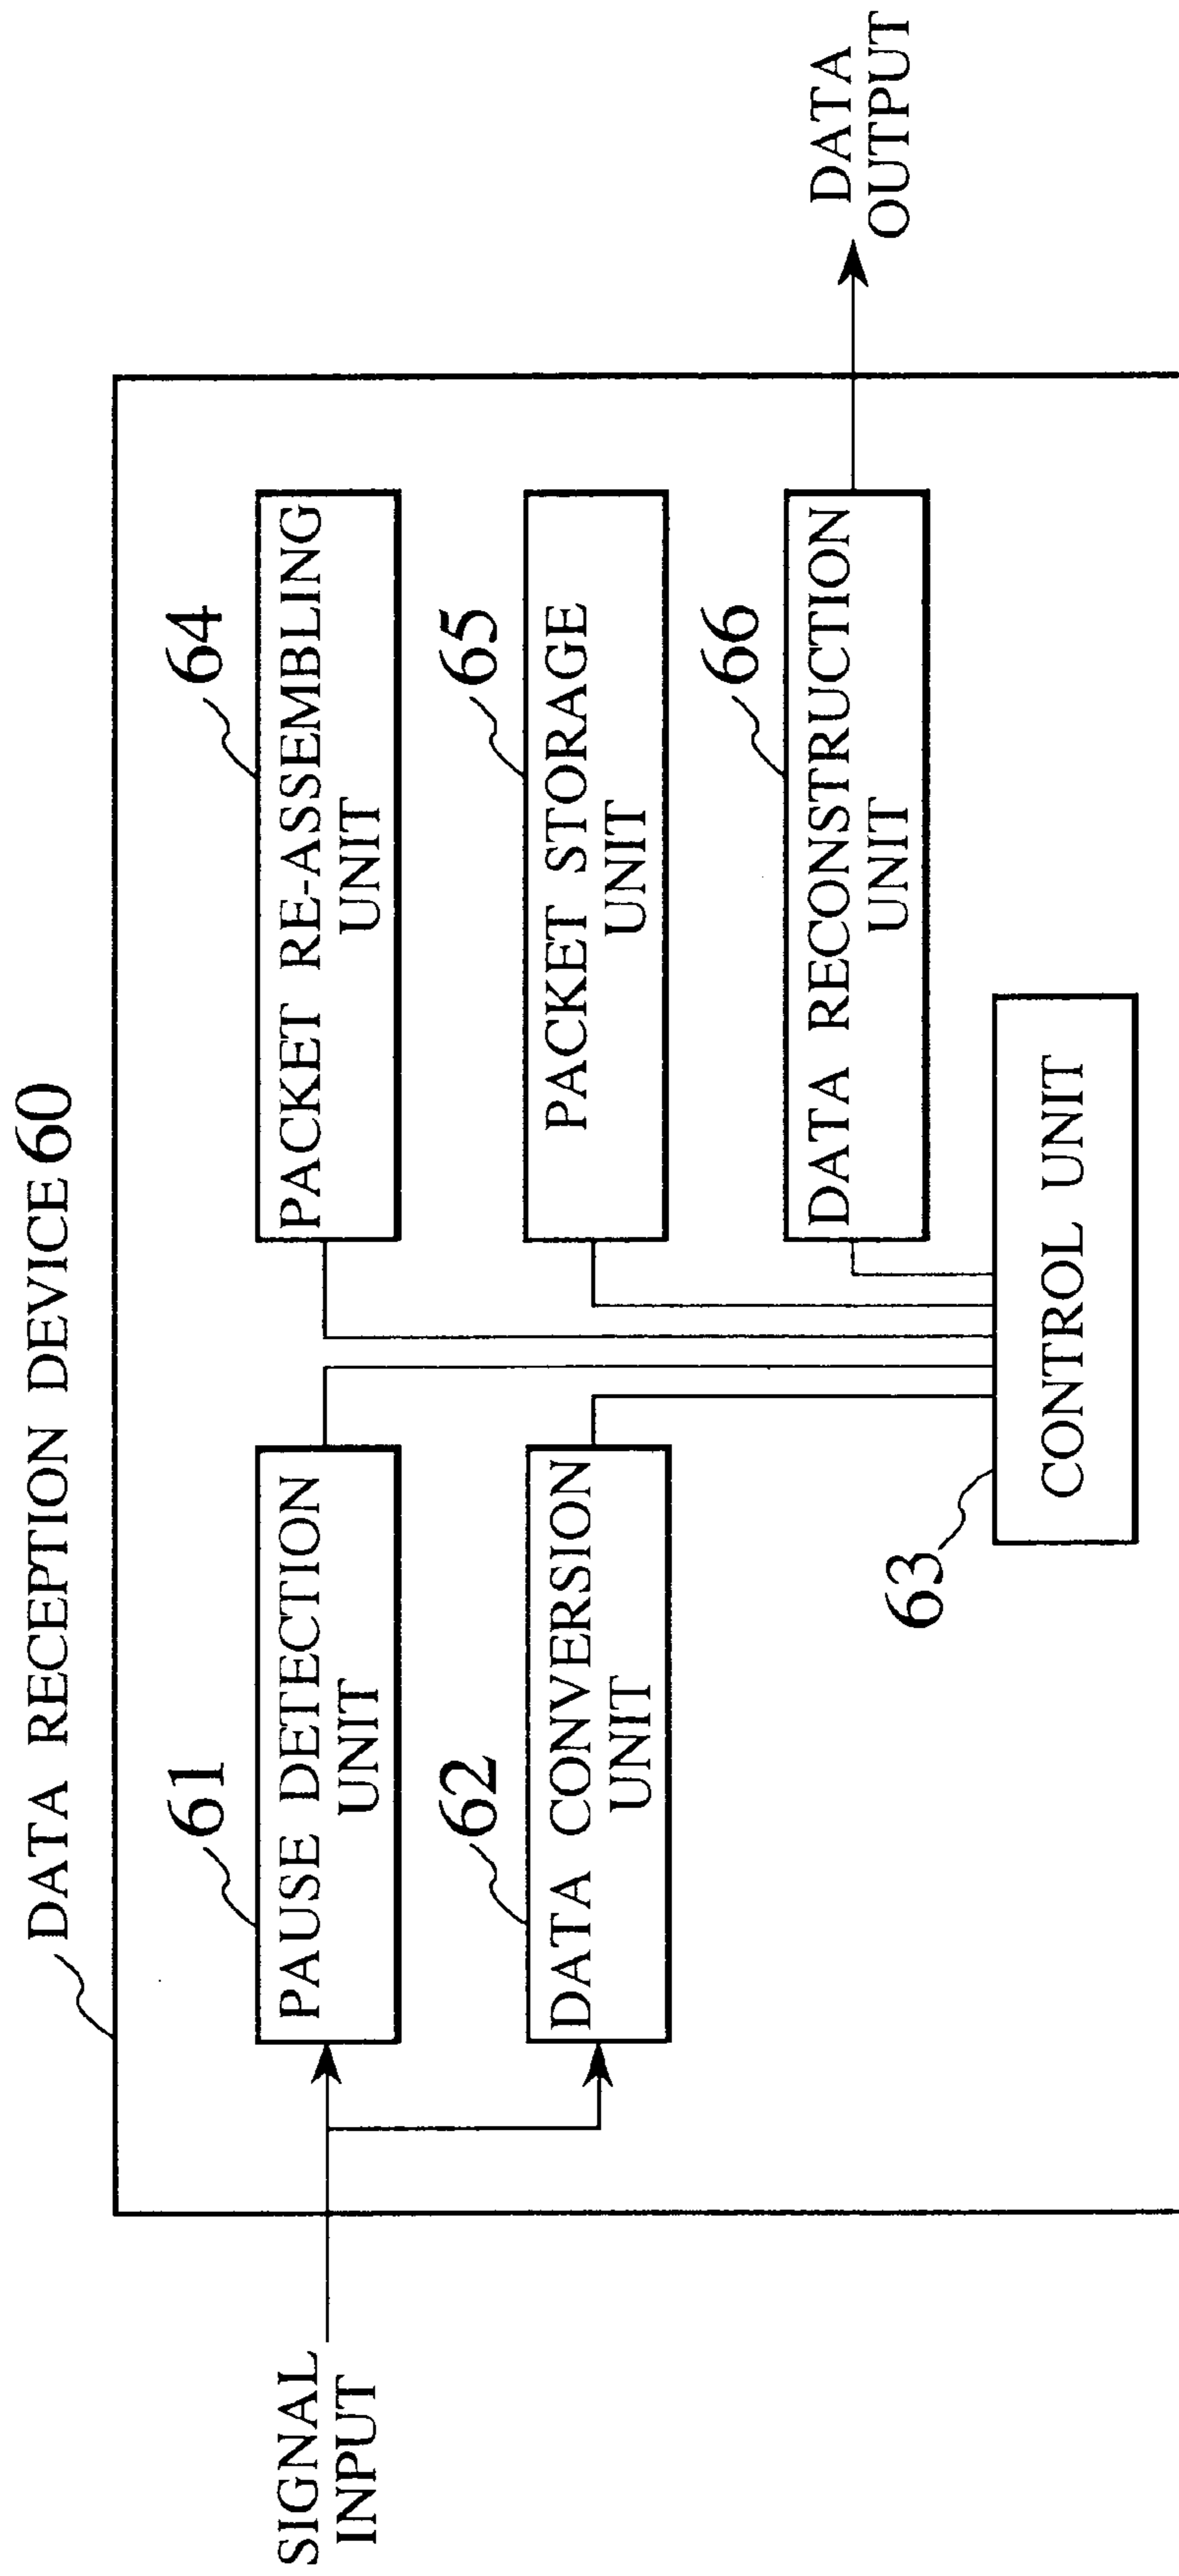 DATA RECEPTION DEVICE 60
SIGNAL
INPUT
61
PAUSE DETECTION
UNIT
62
DATA CONVERSION
UNIT
63
CONTROL UNIT
64
PACKET RE-ASSEMBLING
UNIT
65
PACKET STORAGE
UNIT
66
DATA RECONSTRUCTION
UNIT
DATA
OUTPUT